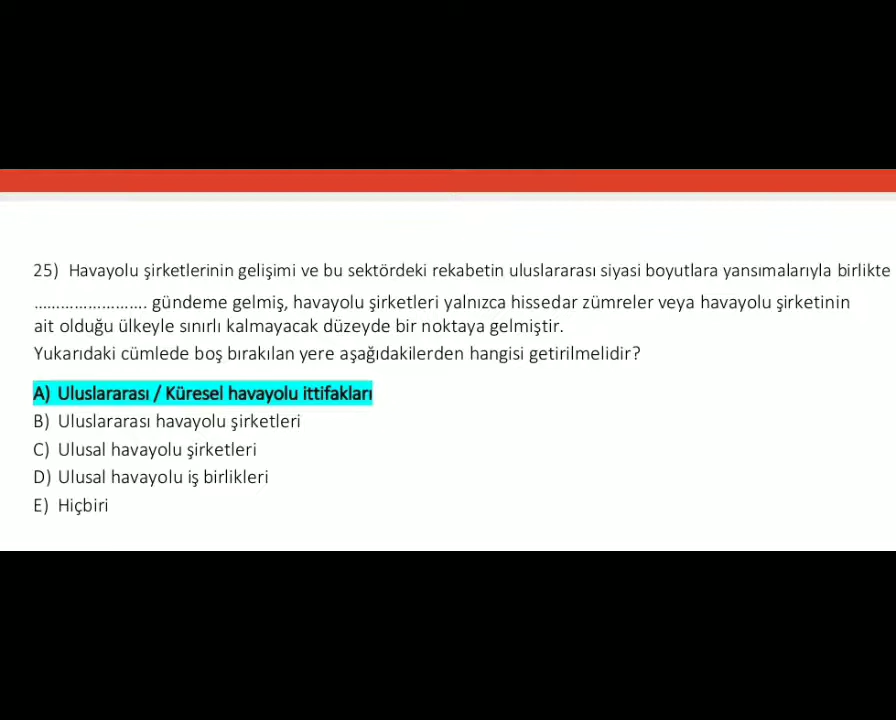 25) Havayolu şirketlerinin gelişimi ve bu sektördeki rekabetin uluslararası siyasi boyutlara yansımalarıyla birlikte
......................... gündeme gelmiş, havayolu şirketleri yalnızca hissedar zümreler veya havayolu şirketinin
ait olduğu ülkeyle sınırlı kalmayacak düzeyde bir noktaya gelmiştir.
Yukarıdaki cümlede boş bırakılan yere aşağıdakilerden hangisi getirilmelidir?
A) Uluslararası / Küresel havayolu ittifakları
B) Uluslararası havayolu şirketleri
C) Ulusal havayolu şirketleri
D) Ulusal havayolu iş birlikleri
E) Hiçbiri